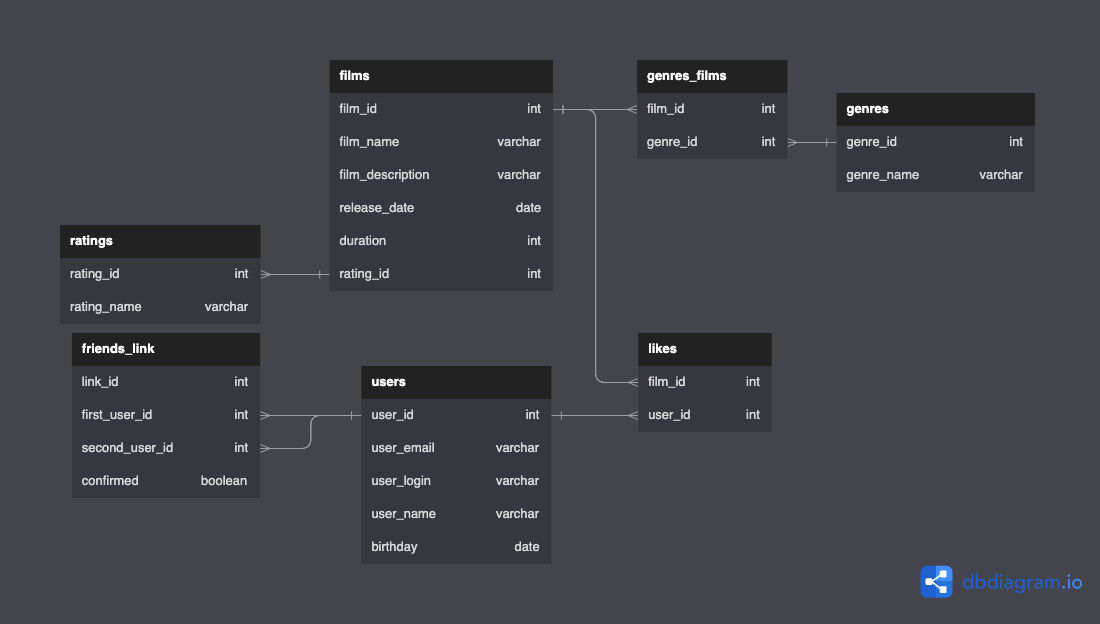 films
film_id int
film_name varchar
film_description varchar
release_date date
duration int
rating_id int
genres_films
film_id int
genre_id int
genres
genre_id int
genre_name varchar
ratings
rating_id int
rating_name varchar
friends_link
link_id int
first_user_id int
second_user_id int
confirmed boolean
users
user_id int
user_email varchar
user_login varchar
user_name varchar
birthday date
likes
film_id int
user_id int
dbdiagram.io